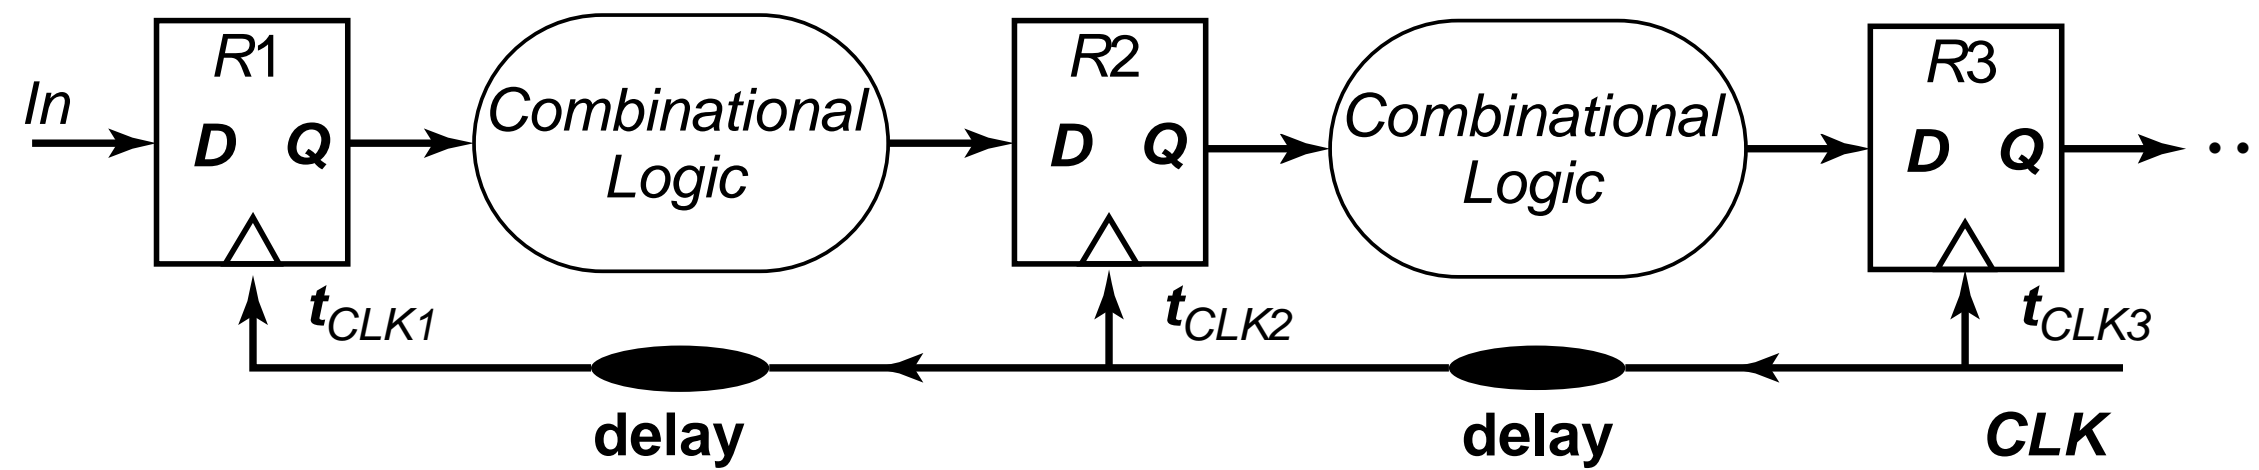 In
R1
D Q
Combinational
Logic
R2
D Q
Combinational
Logic
R3
D Q
tCLK1
tCLK2
tCLK3
delay
delay
CLK